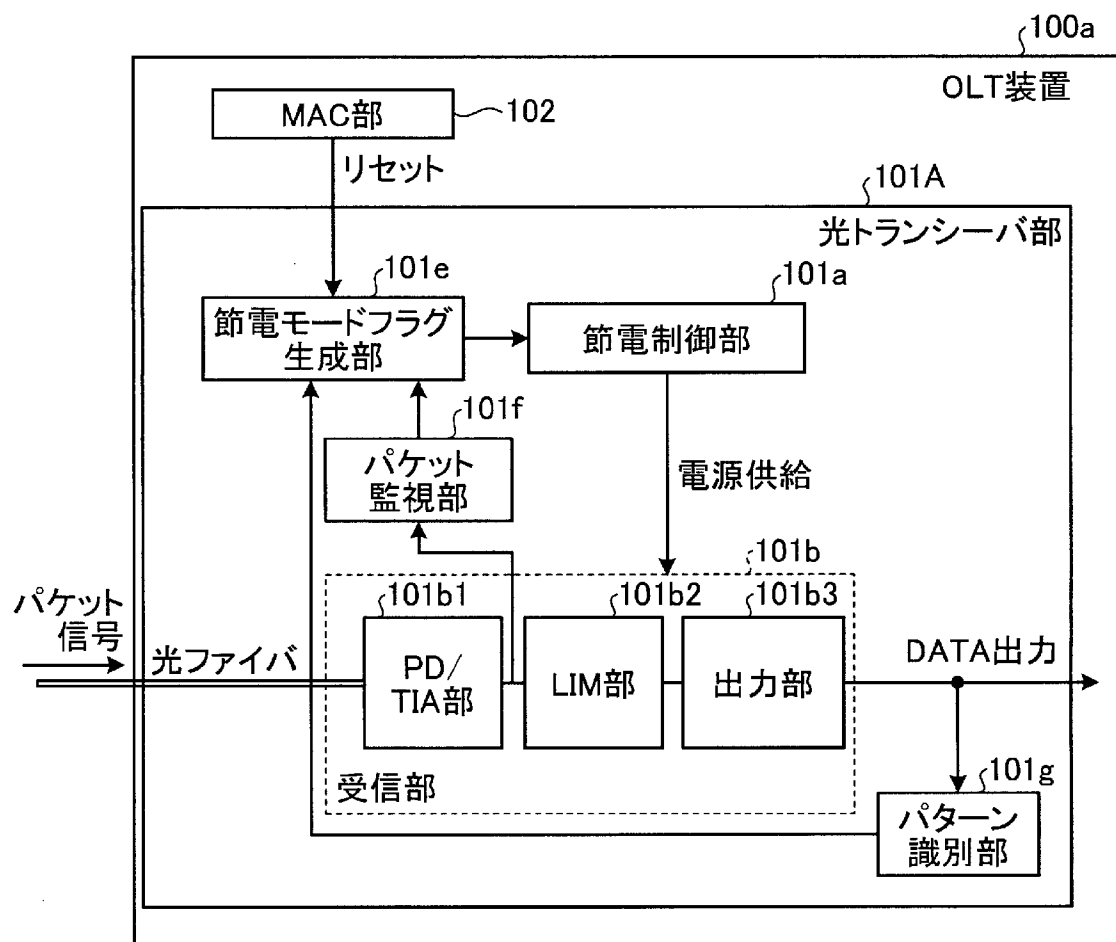 100a
OLT装置
MAC部
102
リセット
101A
光トランシーバ部
101e
節電モードフラグ
生成部
101a
節電制御部
101f
パケット
監視部
電源供給
101b
パケット
信号
光ファイバ
101b1
PD/
TIA部
101b2
LIM部
101b3
出力部
DATA出力
受信部
101g
パターン
識別部